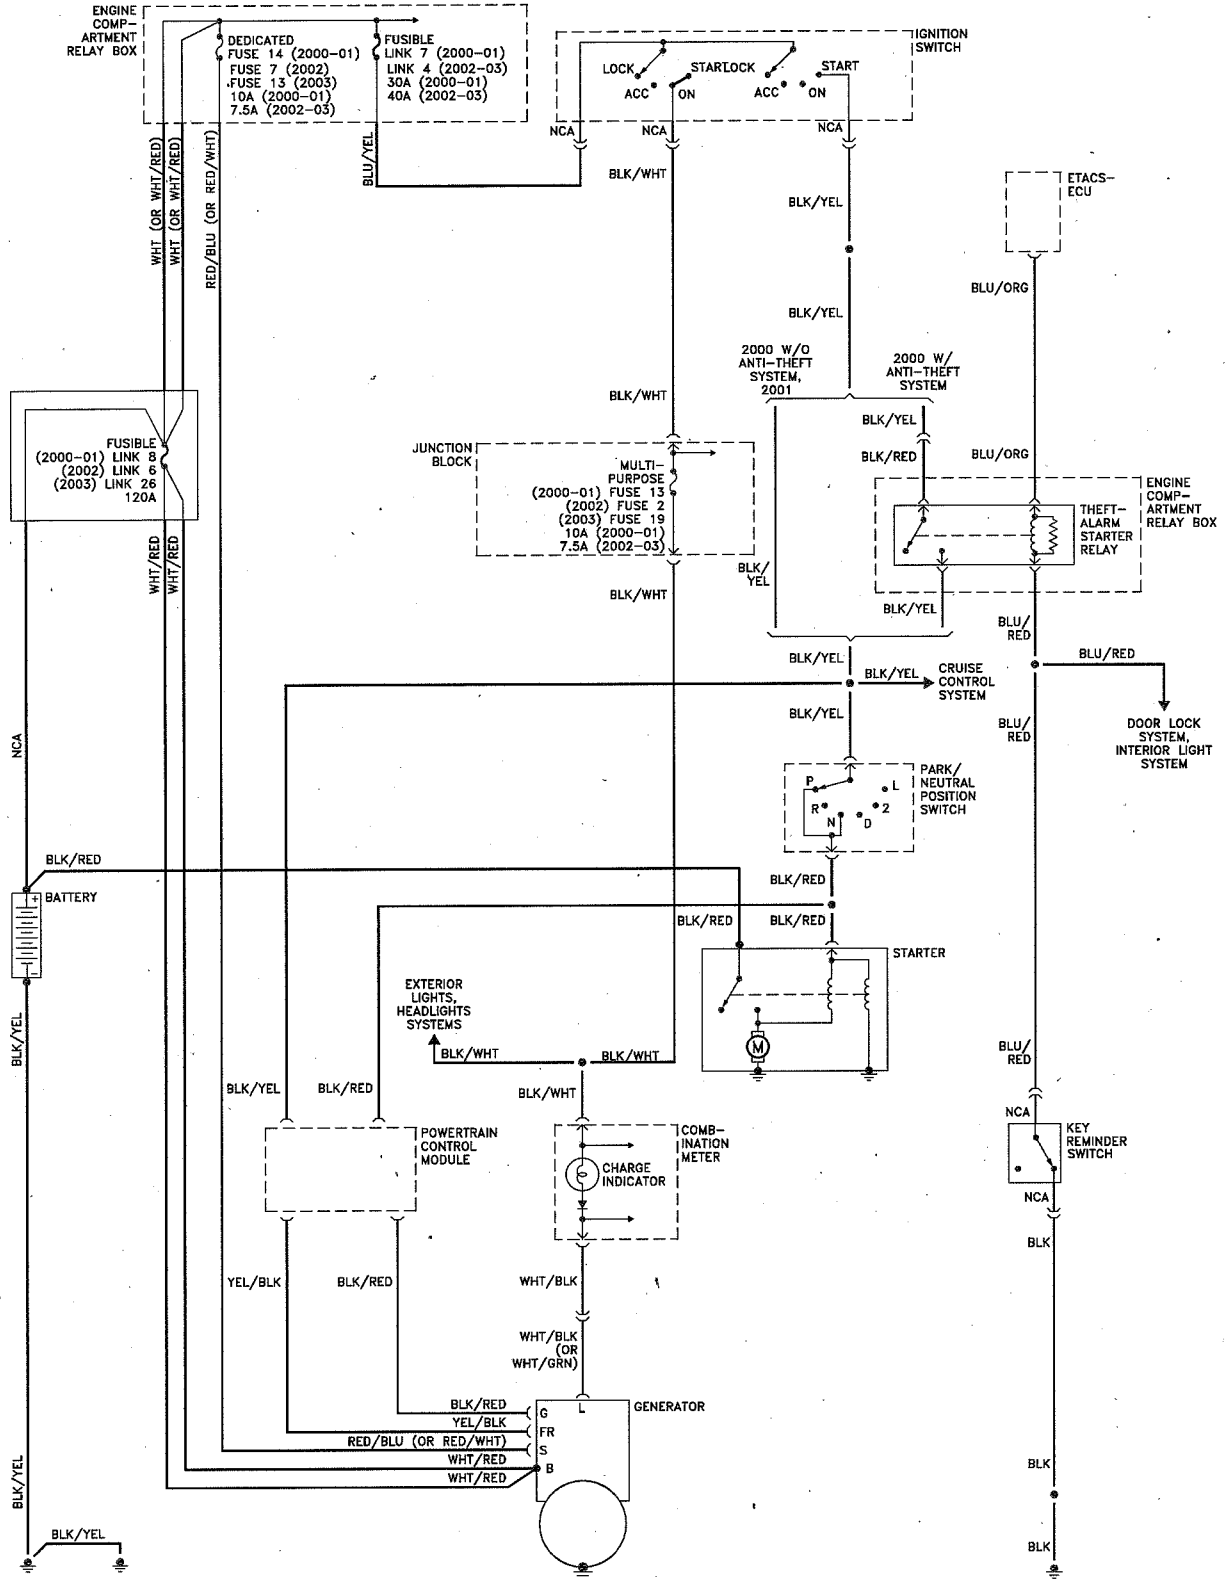 ENGINE
COMP-
ARTMENT
RELAY BOX
DEDICATED
FUSE 14 (2000-01)
FUSE 7 (2002)
FUSE 13 (2003)
10A (2000-01)
7.5A (2002-03)
FUSIBLE
LINK 7 (2000-01)
LINK 4 (2002-03)
30A (2000-01)
40A (2002-03)
IGNITION
SWITCH
LOCK
START
LOCK
START
ACC
ON
ACC
ON
NCA
NCA
NCA
WHT (OR WHT/RED)
WHT (OR WHT/RED)
RED/BLU (OR RED/WHT)
BLU/YEL
BLK/WHT
BLK/YEL
ETACS-
ECU
BLU/ORG
BLK/YEL
2000 W/O
ANTI-THEFT
SYSTEM,
2001
2000 W/
ANTI-THEFT
SYSTEM
BLK/WHT
BLK/YEL
BLK/RED
BLU/ORG
FUSIBLE
(2000-01) LINK 8
(2002) LINK 6
(2003) LINK 26
120A
JUNCTION
BLOCK
MULTI-
PURPOSE
(2000-01) FUSE 13
(2002) FUSE 2
(2003) FUSE 19
10A (2000-01)
7.5A (2002-03)
THEFT-
ALARM
STARTER
RELAY
ENGINE
COMP-
ARTMENT
RELAY BOX
WHT/RED
WHT/RED
BLK/WHT
BLK/
YEL
BLK/YEL
BLU/
RED
BLK/YEL
BLK/YEL
CRUISE
CONTROL
SYSTEM
BLU/RED
BLK/YEL
BLU/
RED
DOOR LOCK
SYSTEM,
INTERIOR LIGHT
SYSTEM
NCA
P
R
N
D
2
L
PARK/
NEUTRAL
POSITION
SWITCH
BLK/RED
BLK/RED
+
BATTERY
-
BLK/RED
BLK/RED
STARTER
M
EXTERIOR
LIGHTS,
HEADLIGHTS
SYSTEMS
BLK/YEL
BLK/WHT
BLK/WHT
BLU/
RED
BLK/YEL
BLK/RED
BLK/WHT
NCA
POWERTRAIN
CONTROL
MODULE
CHARGE
INDICATOR
COMB-
INATION
METER
KEY
REMINDER
SWITCH
NCA
BLK
YEL/BLK
BLK/RED
WHT/BLK
WHT/BLK
(OR
WHT/GRN)
BLK/RED
YEL/BLK
RED/BLU (OR RED/WHT)
WHT/RED
WHT/RED
G
FR
S
B
L
GENERATOR
BLK/YEL
BLK/YEL
BLK
BLK